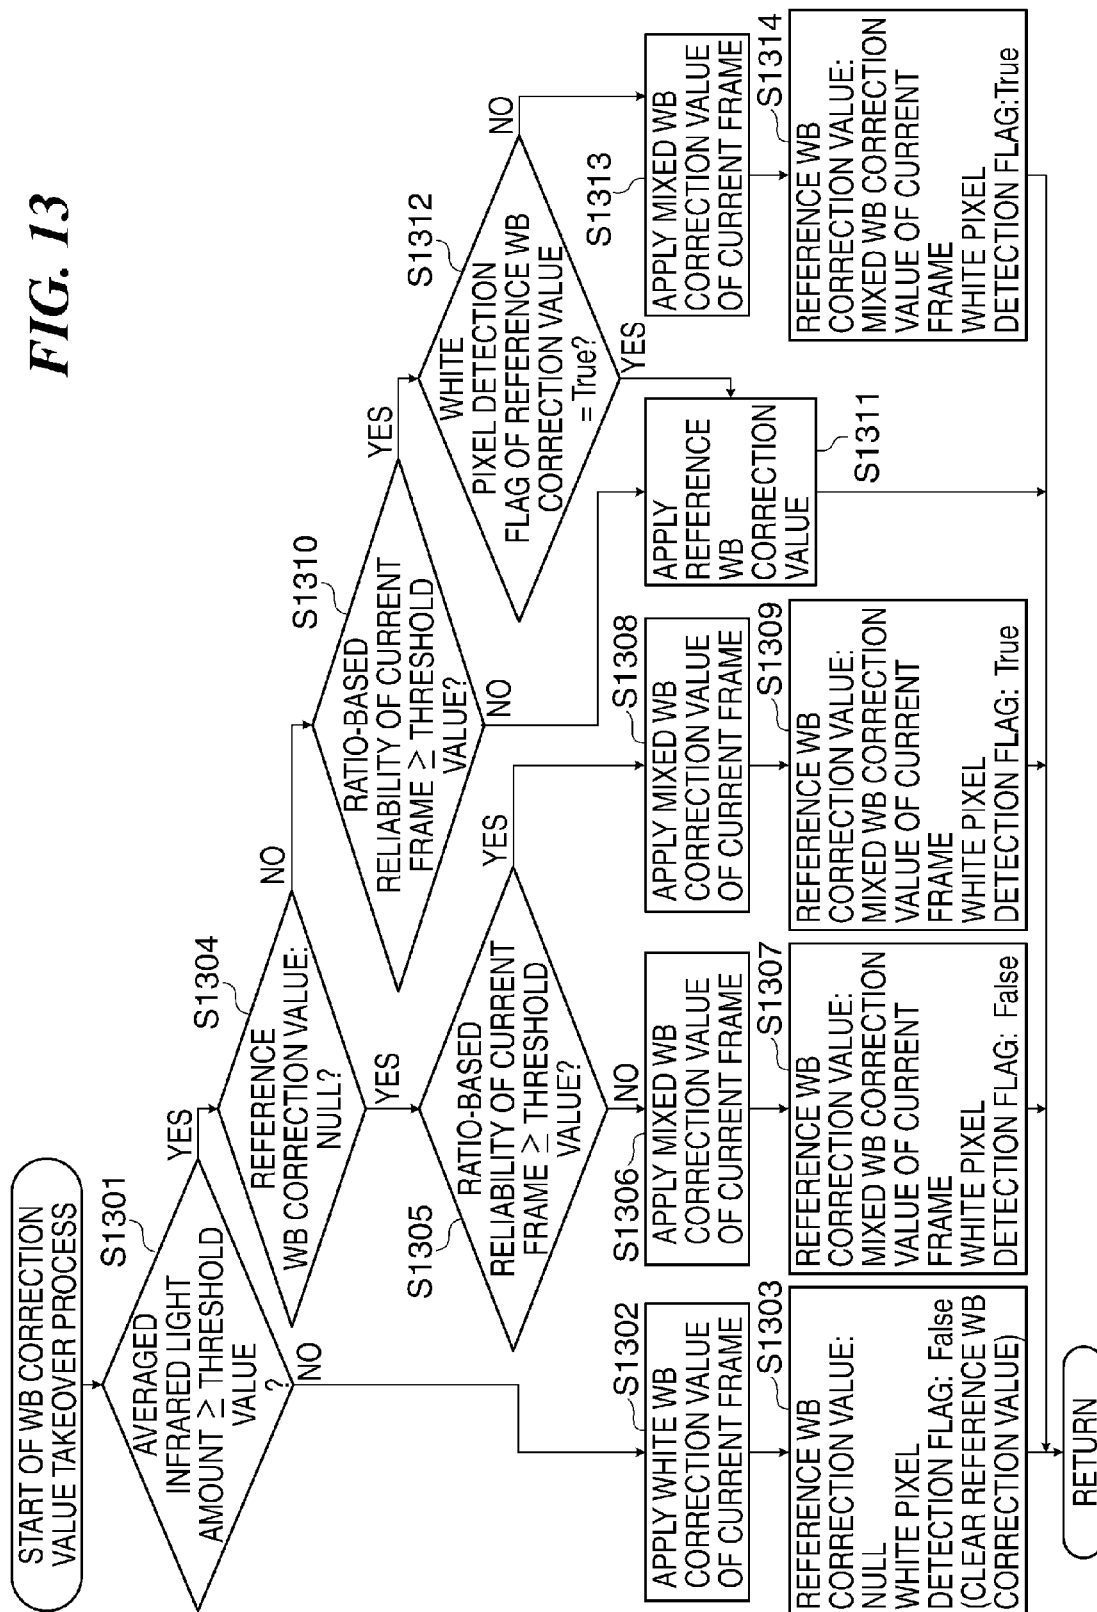 FIG. 13
START OF WB CORRECTION
VALUE TAKEOVER PROCESS
S1301
AVERAGED
INFRARED LIGHT
AMOUNT ≥ THRESHOLD
VALUE
?
YES
NO
S1302
APPLY WHITE WB
CORRECTION VALUE
OF CURRENT FRAME
S1303
REFERENCE WB
CORRECTION VALUE:
NULL
WHITE PIXEL
DETECTION FLAG: False
(CLEAR REFERENCE WB
CORRECTION VALUE)
S1304
REFERENCE
WB CORRECTION VALUE:
NULL?
NO
YES
S1305
RATIO-BASED
RELIABILITY OF CURRENT
FRAME ≥ THRESHOLD
VALUE?
YES
NO
S1306
APPLY MIXED WB
CORRECTION VALUE
OF CURRENT FRAME
S1307
REFERENCE WB
CORRECTION VALUE:
MIXED WB CORRECTION
VALUE OF CURRENT
FRAME
WHITE PIXEL
DETECTION FLAG: False
S1308
APPLY MIXED WB
CORRECTION VALUE
OF CURRENT FRAME
S1309
REFERENCE WB
CORRECTION VALUE:
MIXED WB CORRECTION
VALUE OF CURRENT
FRAME
WHITE PIXEL
DETECTION FLAG: True
S1310
RATIO-BASED
RELIABILITY OF CURRENT
FRAME ≥ THRESHOLD
VALUE?
YES
NO
S1311
APPLY
REFERENCE
WB
CORRECTION
VALUE
S1312
WHITE
PIXEL DETECTION
FLAG OF REFERENCE WB
CORRECTION VALUE
= True?
NO
YES
S1313
APPLY MIXED WB
CORRECTION VALUE
OF CURRENT FRAME
S1314
REFERENCE WB
CORRECTION VALUE:
MIXED WB CORRECTION
VALUE OF CURRENT
FRAME
WHITE PIXEL
DETECTION FLAG:True
RETURN